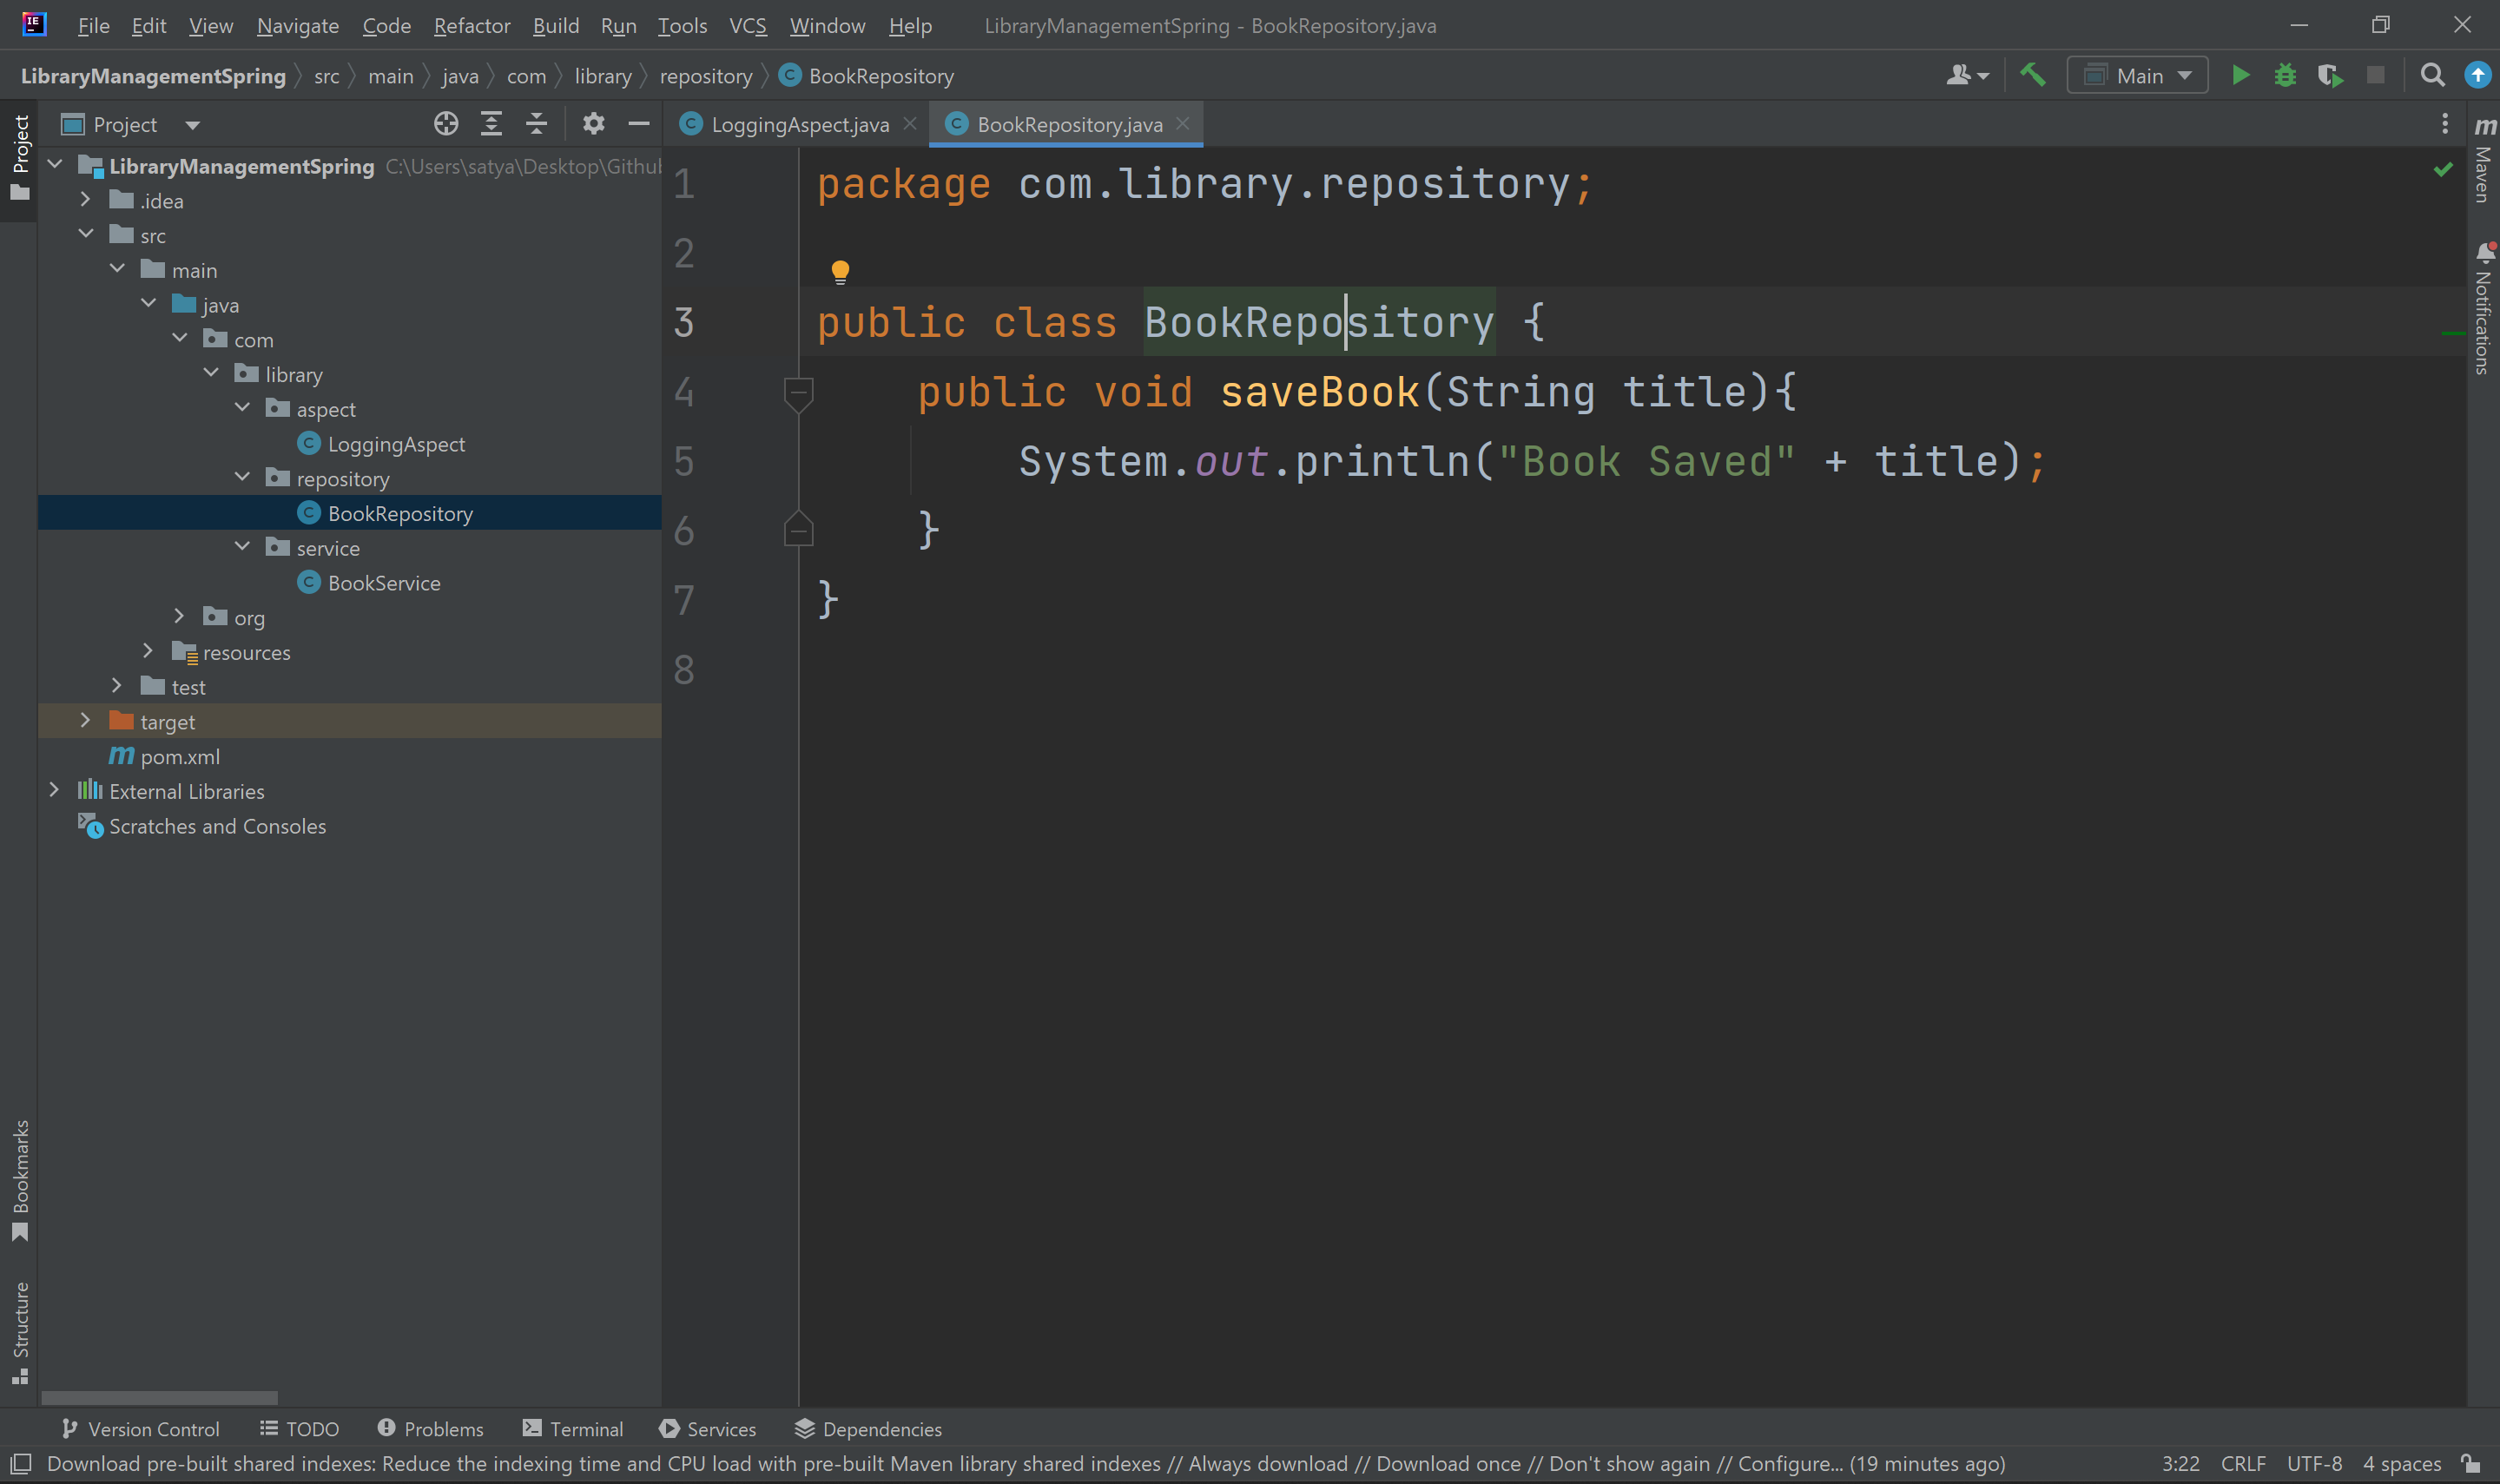 File Edit View Navigate Code Refactor Build Run Tools VCS Window Help LibraryManagementSpring - BookRepository.java
LibraryManagementSpring src main java com library repository BookRepository Main
Project
Project
LibraryManagementSpring C:\Users\satya\Desktop\Github
.idea
src
main
java
com
library
aspect
LoggingAspect
repository
BookRepository
service
BookService
org
resources
test
target
pom.xml
External Libraries
Scratches and Consoles
Bookmarks
Structure
LoggingAspect.java BookRepository.java
1 package com.library.repository;
2
3 public class BookRepository {
4 public void saveBook(String title){
5 System.out.println("Book Saved" + title);
6 }
7 }
8
Maven
Notifications
Version Control TODO Problems Terminal Services Dependencies
Download pre-built shared indexes: Reduce the indexing time and CPU load with pre-built Maven library shared indexes // Always download // Download once // Don't show again // Configure... (19 minutes ago) 3:22 CRLF UTF-8 4 spaces